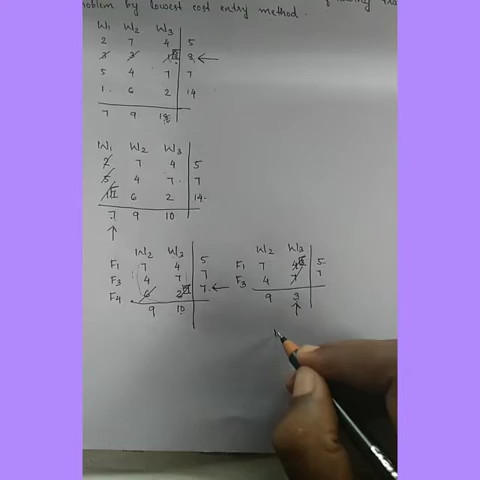 problem by lowest cost entry method.
W₁ W₂ W₃
2 7 4 5
3 3 1 8
5 4 7 7
1 6 2 14
7 9 18
W₁ W₂ W₃
2 7 4 5
5 4 7 7
1 6 2 14
7 9 10
W₂ W₃
F₁ 7 4 5
F₃ 4 7 7
F₄ 6 2 7
9 10
W₂ W₃
F₁ 7 4 5
F₃ 4 7 7
9 3